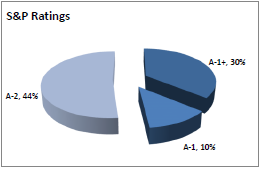 S&P Ratings
A-1+, 30%
A-2, 44%
A-1, 10%